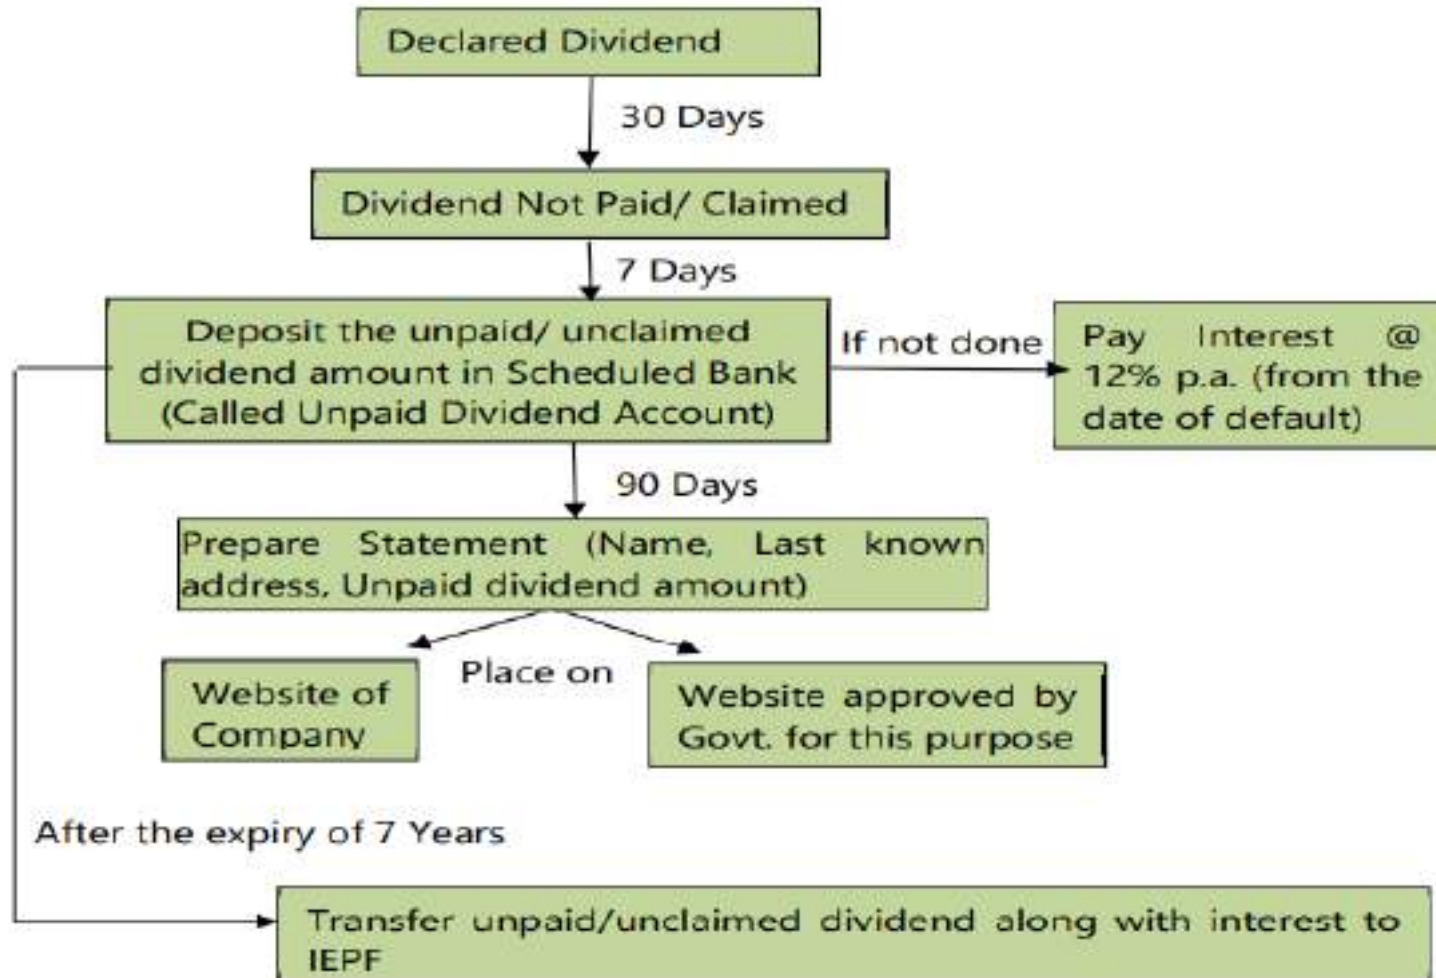 Declared Dividend
30 Days
Dividend Not Paid/ Claimed
7 Days
Deposit the unpaid/ unclaimed
dividend amount in Scheduled Bank
(Called Unpaid Dividend Account)
If not done
Pay Interest @
12% p.a. (from the
date of default)
90 Days
Prepare Statement (Name, Last known
address, Unpaid dividend amount)
Place on
Website of
Company
Website approved by
Govt. for this purpose
After the expiry of 7 Years
Transfer unpaid/unclaimed dividend along with interest to
IEPF